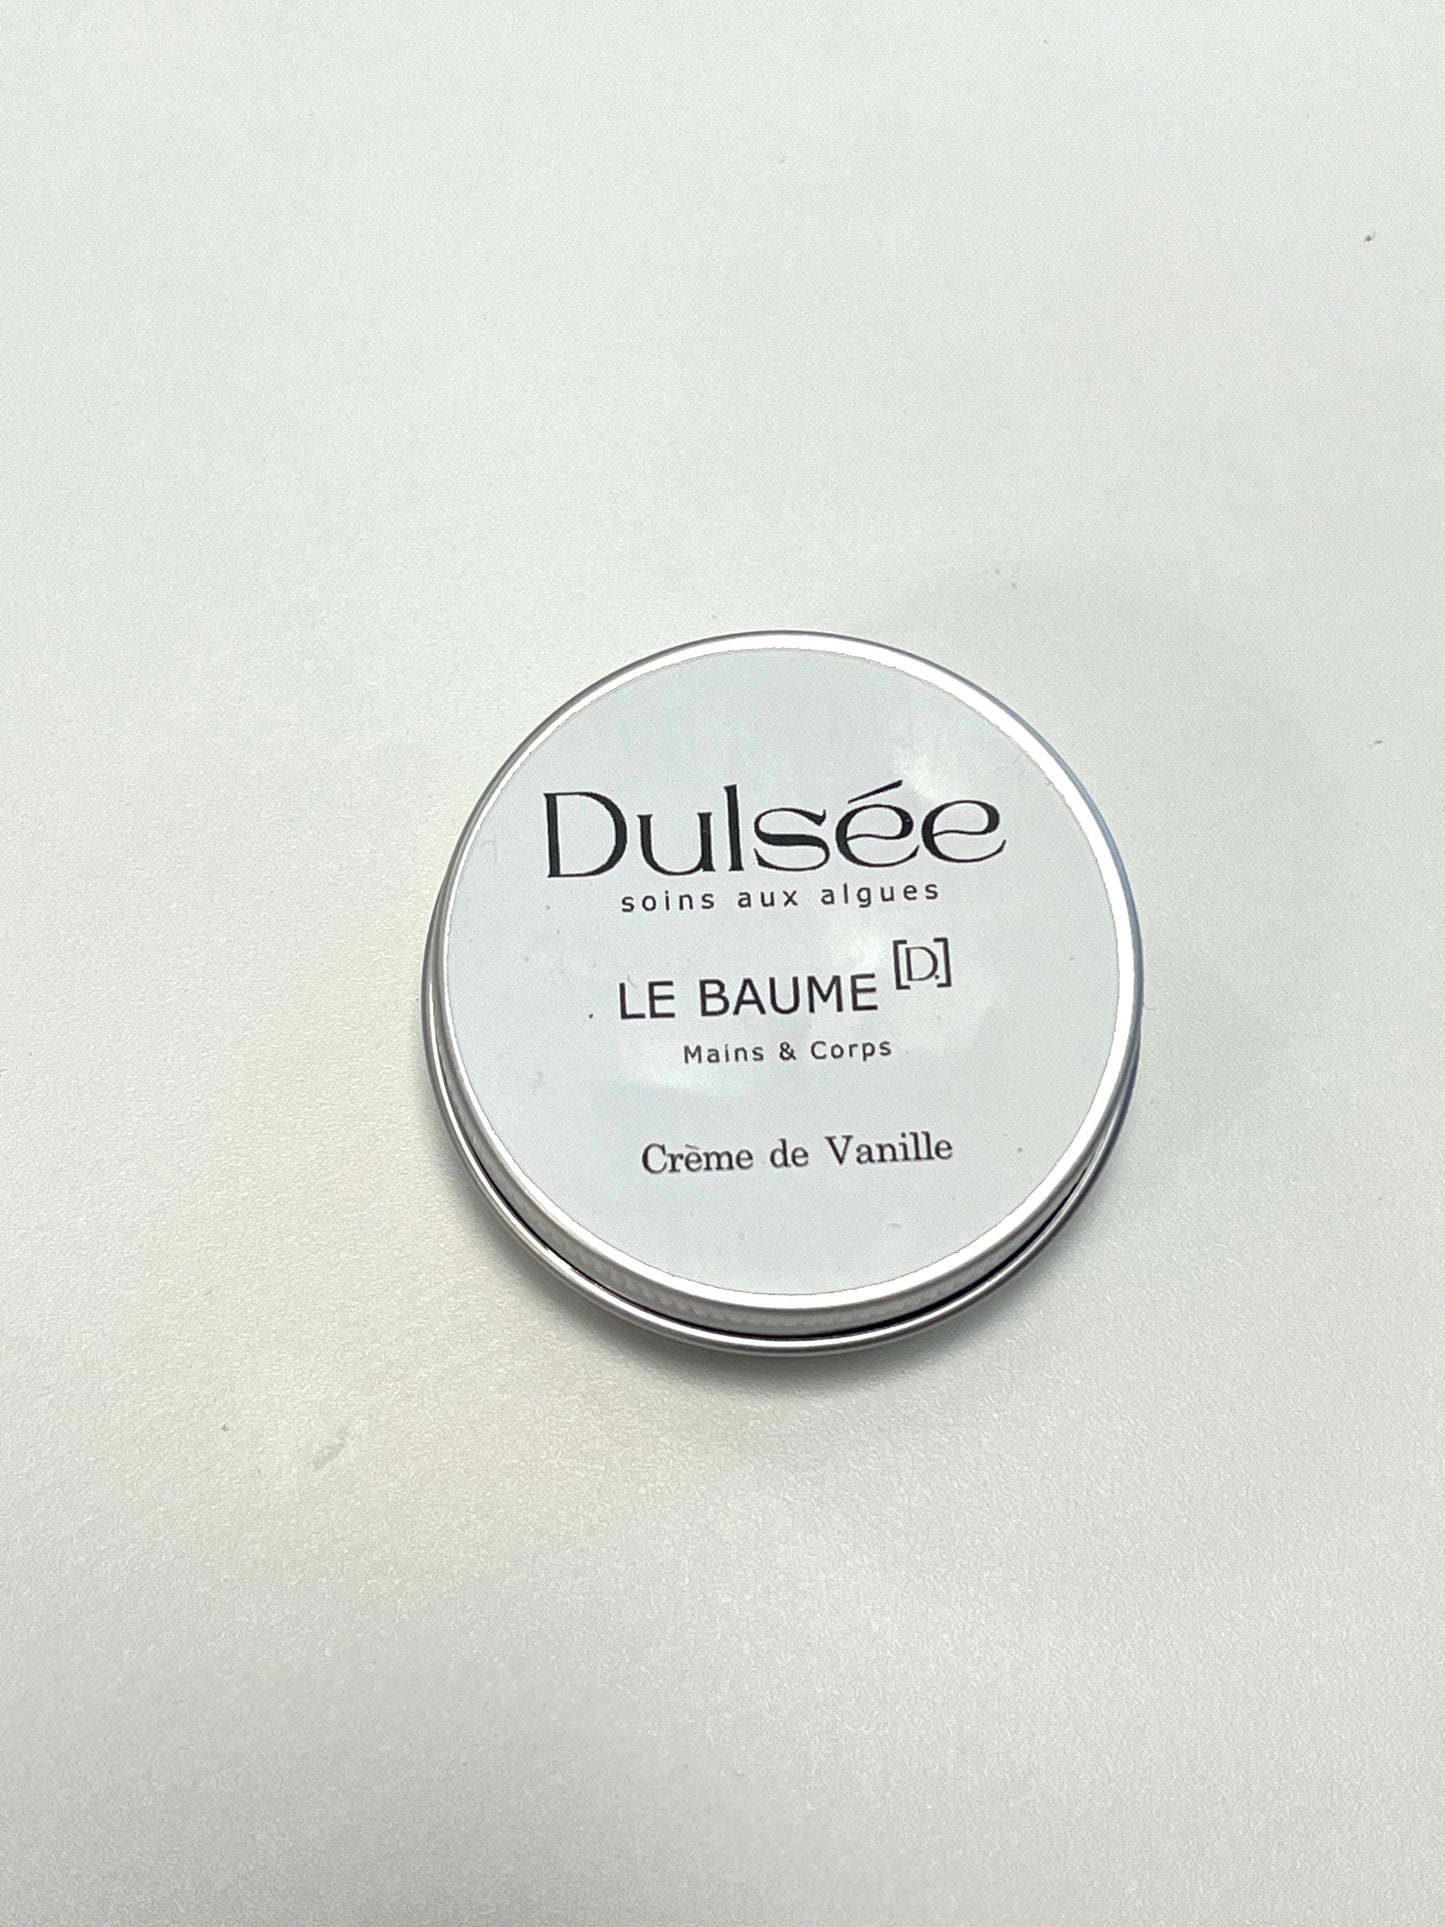 Dulsée
soins aux algues
LE BAUME [D.]
Mains & Corps
Crème de Vanille